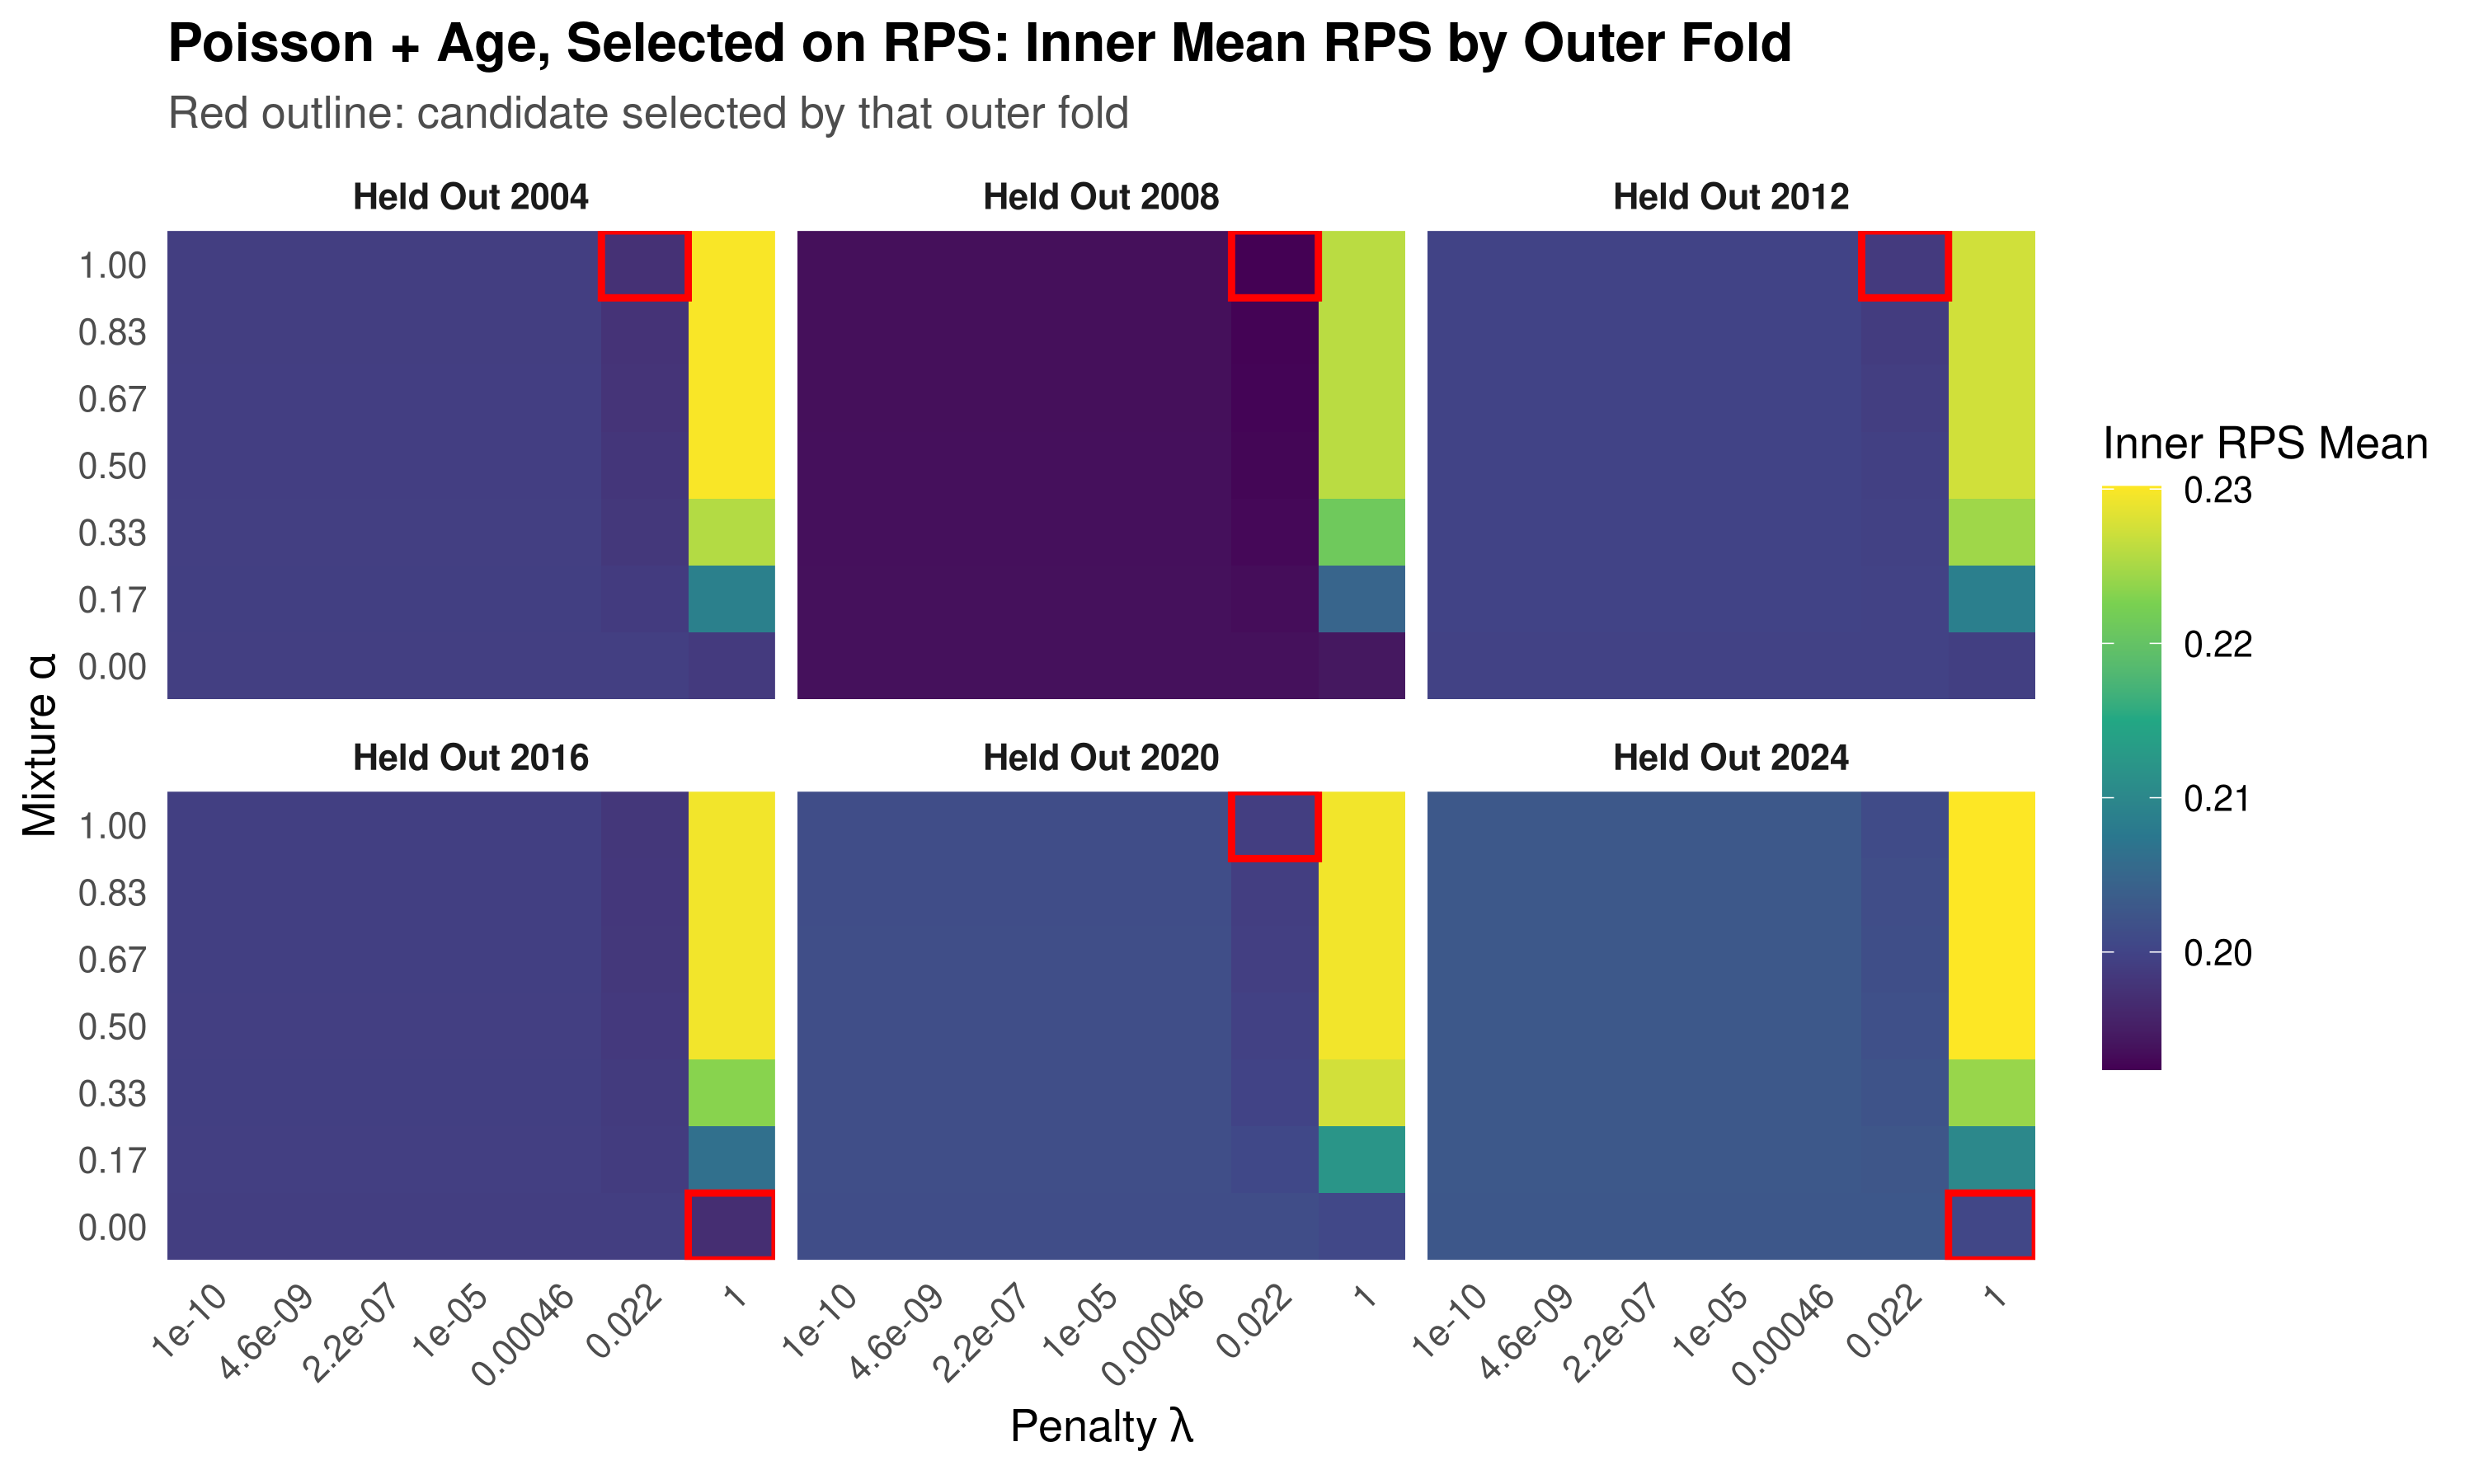 Poisson + Age, Selected on RPS: Inner Mean RPS by Outer Fold
Red outline: candidate selected by that outer fold
Held Out 2004 Held Out 2008 Held Out 2012
1.00
0.83
0.67
0.50
0.33
0.17
0.00
Held Out 2016 Held Out 2020 Held Out 2024
1.00
0.83
0.67
0.50
0.33
0.17
0.00
Mixture α
1e-10 4.6e-09 2.2e-07 1e-05 0.00046 0.022 1 1e-10 4.6e-09 2.2e-07 1e-05 0.00046 0.022 1 1e-10 4.6e-09 2.2e-07 1e-05 0.00046 0.022 1
Penalty λ
Inner RPS Mean
0.23
0.22
0.21
0.20